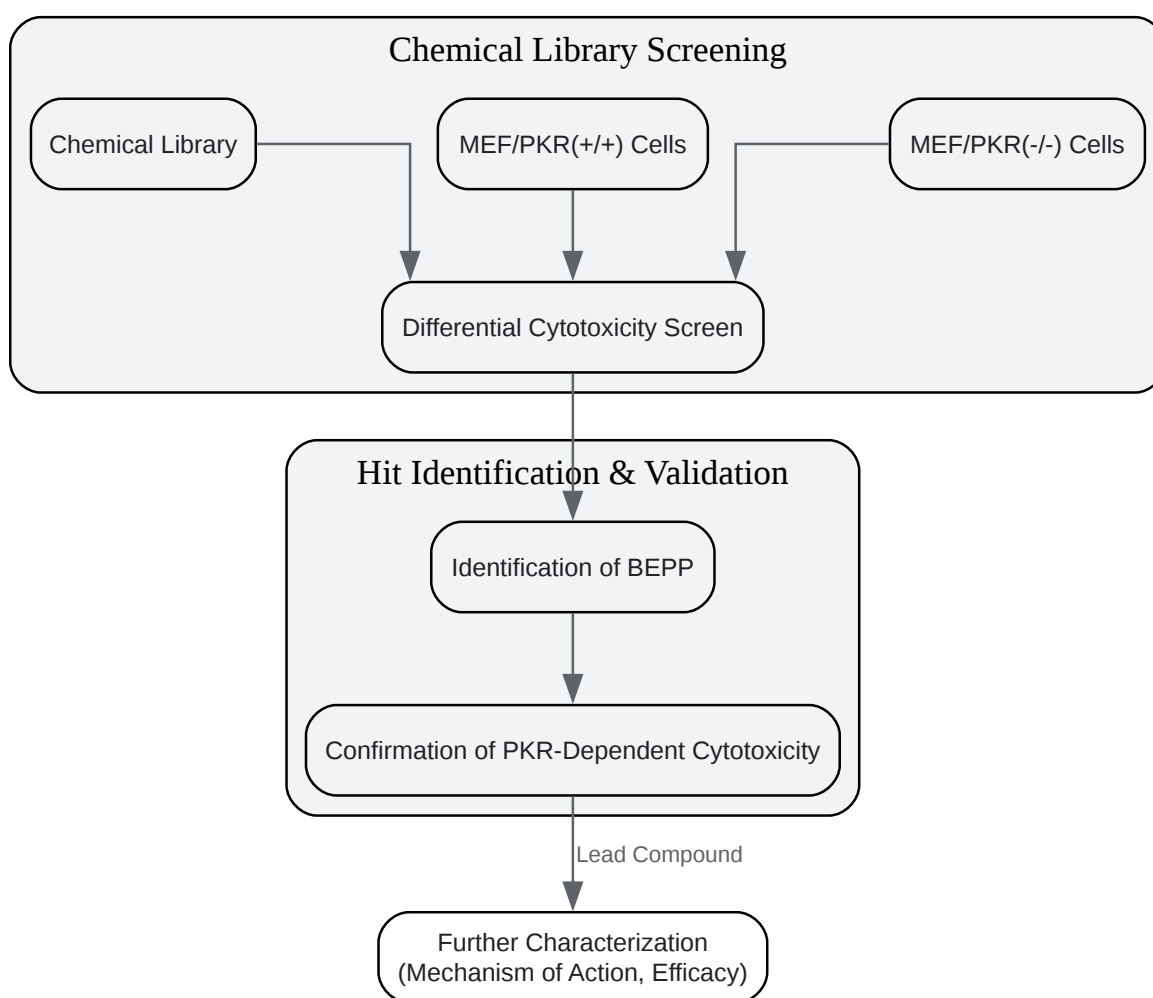 Chemical Library Screening
Chemical Library
MEF/PKR(+/+) Cells
MEF/PKR(-/-) Cells
Differential Cytotoxicity Screen
Hit Identification & Validation
Identification of BEPP
Confirmation of PKR-Dependent Cytotoxicity
Lead Compound
Further Characterization
(Mechanism of Action, Efficacy)